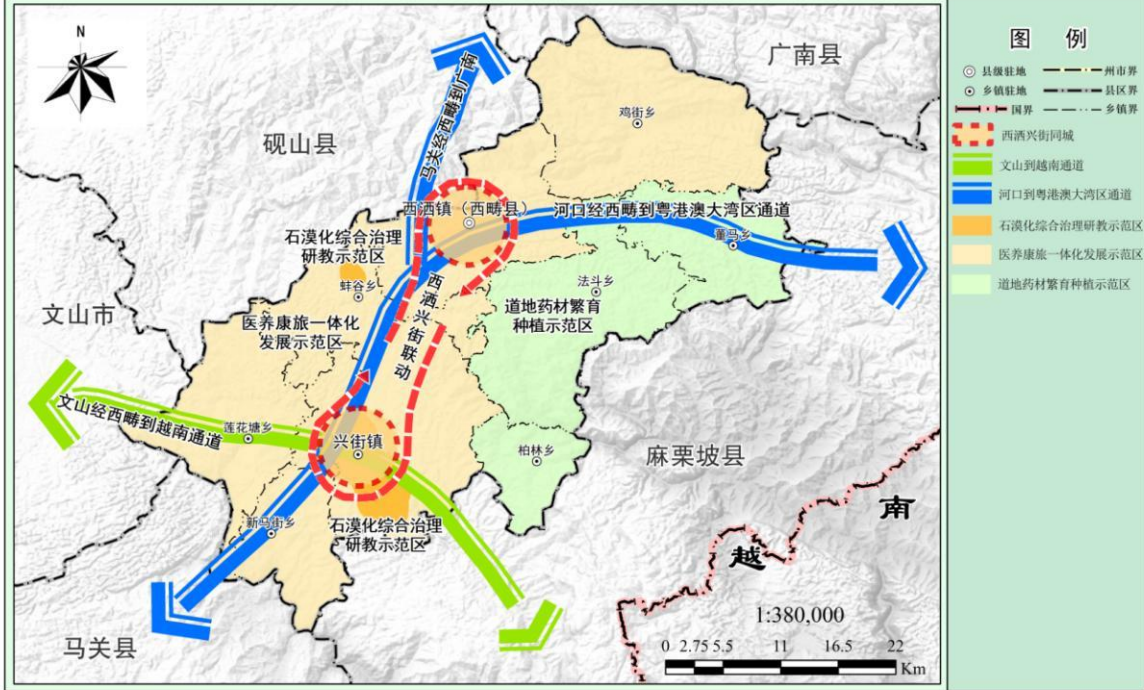 N
广南县
鸡街乡
砚山县
马关经西畴到广南
西洒镇（西畴县）
河口经西畴到粤港澳大湾区通道
董马乡
石漠化综合治理
研教示范区
蚌谷乡
法斗乡
道地药材繁育
种植示范区
西洒兴街联动
文山市
医养康旅一体化
发展示范区
文山经西畴到越南通道
莲花塘乡
兴街镇
柏林乡
麻栗坡县
新马街乡
石漠化综合治理
研教示范区
越南
马关县
1:380,000
0 2.75 5.5 11 16.5 22
Km
图 例
县级驻地 州市界
乡镇驻地 县区界
国界 乡镇界
西洒兴街同城
文山到越南通道
河口到粤港澳大湾区通道
石漠化综合治理研教示范区
医养康旅一体化发展示范区
道地药材繁育种植示范区